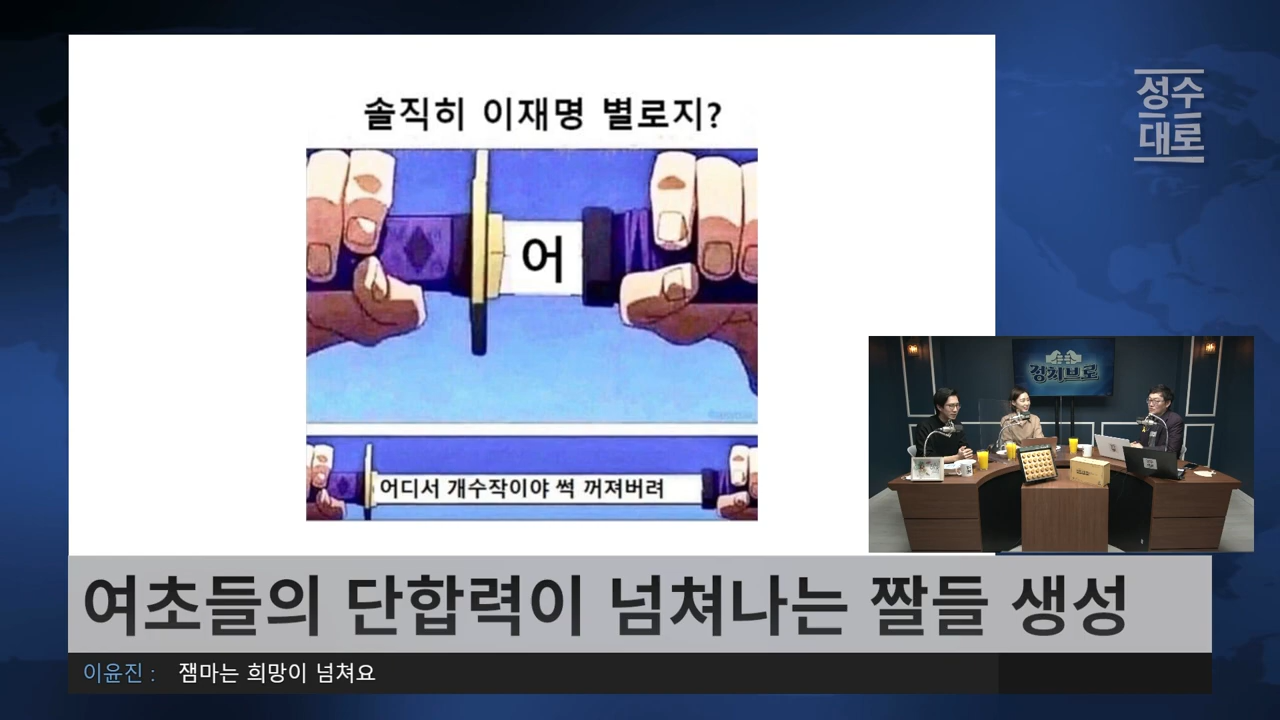 솔직히 이재명 별로지?
어
어디서 개수작이야 썩 꺼져버려
성수
대로
정치브로
여초들의 단합력이 넘쳐나는 짤들 생성
이윤진 : 잼마는 희망이 넘쳐요